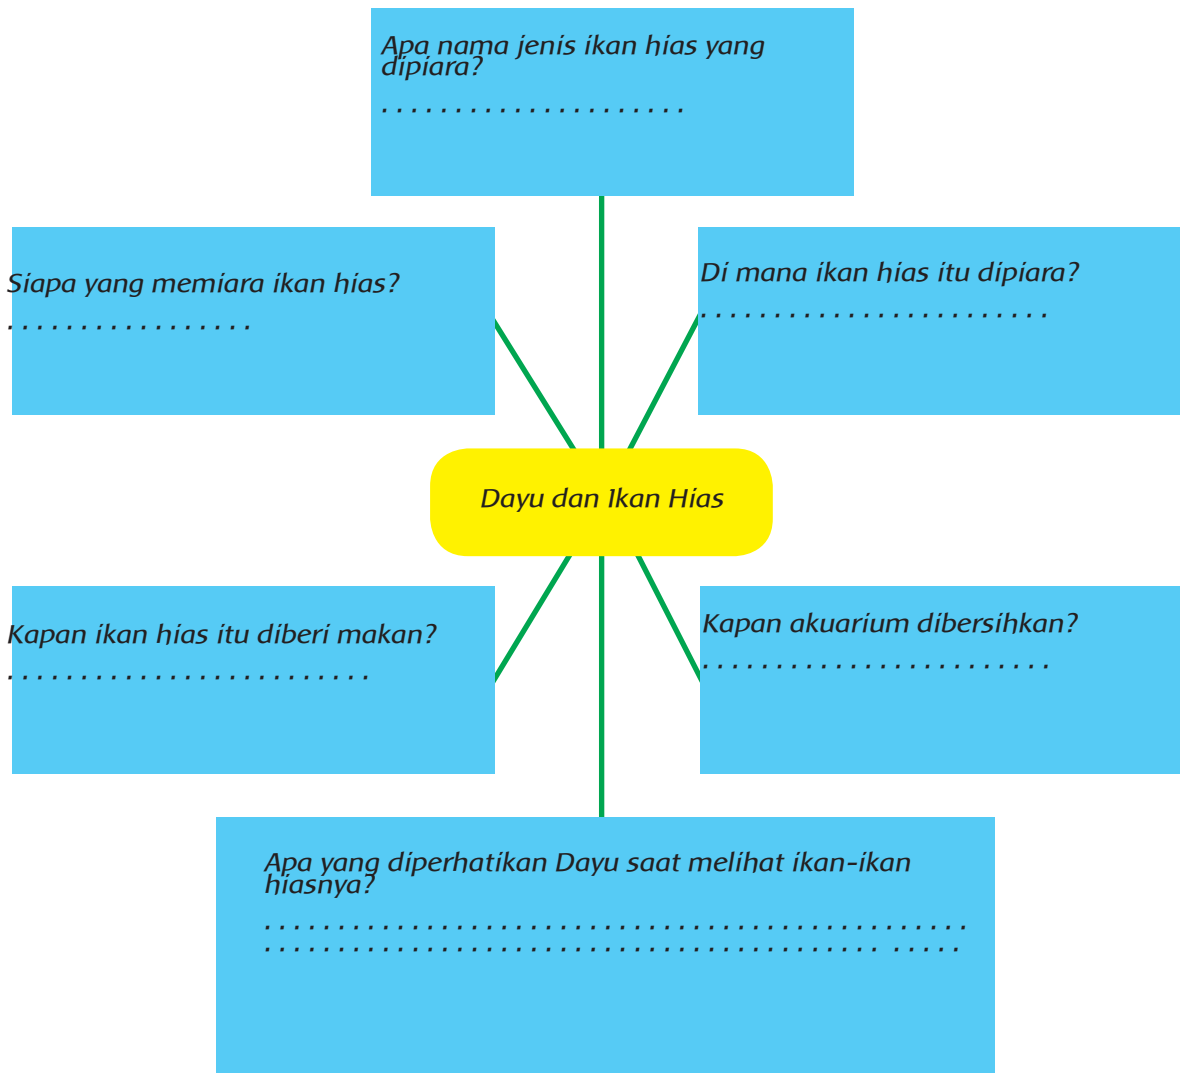 Apa nama jenis ikan hias yang
dipiara?
. . . . . . . . . . . . . . . . . . . . .
Siapa yang memiara ikan hias?
. . . . . . . . . . . . . . . . .
Di mana ikan hias itu dipiara?
. . . . . . . . . . . . . . . . . . . . . . . .
Dayu dan Ikan Hias
Kapan ikan hias itu diberi makan?
. . . . . . . . . . . . . . . . . . . . . . . . .
Kapan akuarium dibersihkan?
. . . . . . . . . . . . . . . . . . . . . . . .
Apa yang diperhatikan Dayu saat melihat ikan-ikan
hiasnya?
. . . . . . . . . . . . . . . . . . . . . . . . . . . . . . . . . . . . . . . . . . . . . . . .
. . . . . . . . . . . . . . . . . . . . . . . . . . . . . . . . . . . . . . . . . . . . . . .